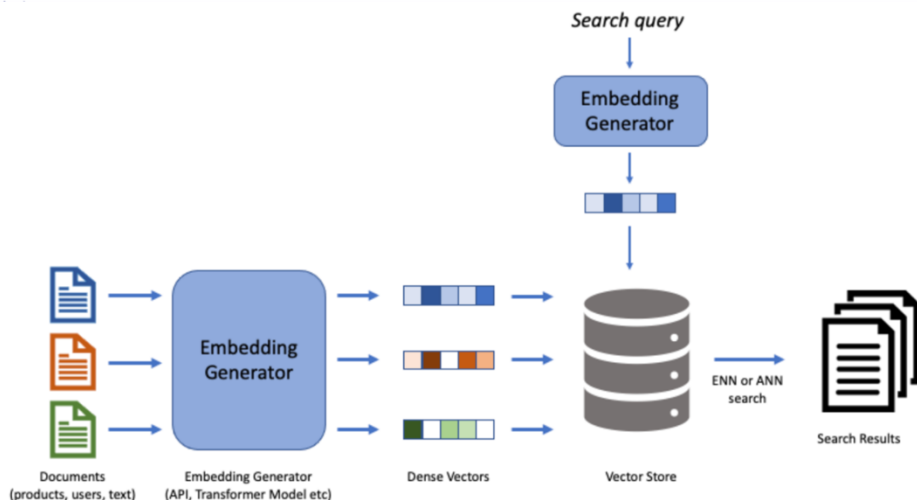 Search query
Embedding
Generator
Embedding
Generator
ENN or ANN
search
Search Results
Documents
(products, users, text)
Embedding Generator
(API, Transformer Model etc)
Dense Vectors
Vector Store